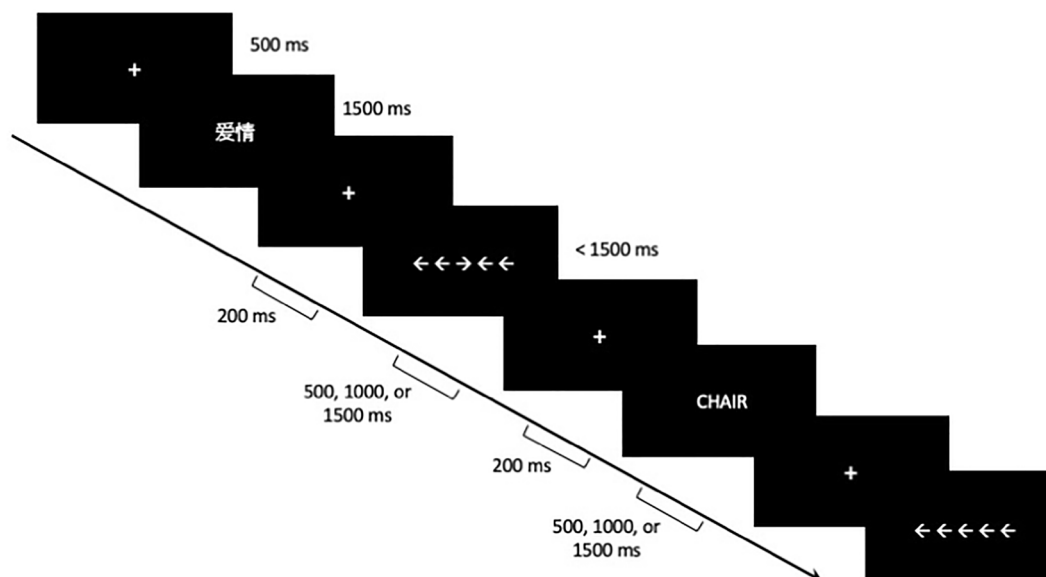 +
500 ms
爱情
1500 ms
+
←←→←←
< 1500 ms
200 ms
+
500, 1000, or
1500 ms
CHAIR
200 ms
+
500, 1000, or
1500 ms
←←←←←